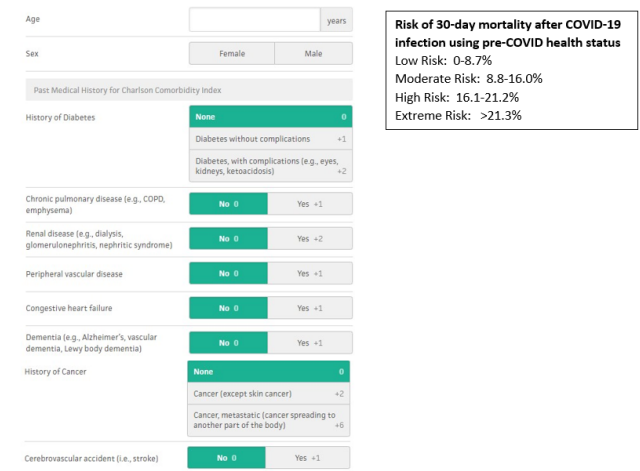 Age
years
Sex
Female Male
Past Medical History for Charlson Comorbidity Index
History of Diabetes
None 0
Diabetes without complications +1
Diabetes, with complications (e.g., eyes,
kidneys, ketoacidosis) +2
Chronic pulmonary disease (e.g., COPD,
emphysema)
No 0 Yes +1
Renal disease (e.g., dialysis,
glomerulonephritis, nephritic syndrome)
No 0 Yes +2
Peripheral vascular disease
No 0 Yes +1
Congestive heart failure
No 0 Yes +1
Dementia (e.g., Alzheimer's, vascular
dementia, Lewy body dementia)
No 0 Yes +1
History of Cancer
None 0
Cancer (except skin cancer) +2
Cancer, metastatic (cancer spreading to
another part of the body) +6
Cerebrovascular accident (i.e., stroke)
No 0 Yes +1
Risk of 30-day mortality after COVID-19
infection using pre-COVID health status
Low Risk: 0-8.7%
Moderate Risk: 8.8-16.0%
High Risk: 16.1-21.2%
Extreme Risk: >21.3%